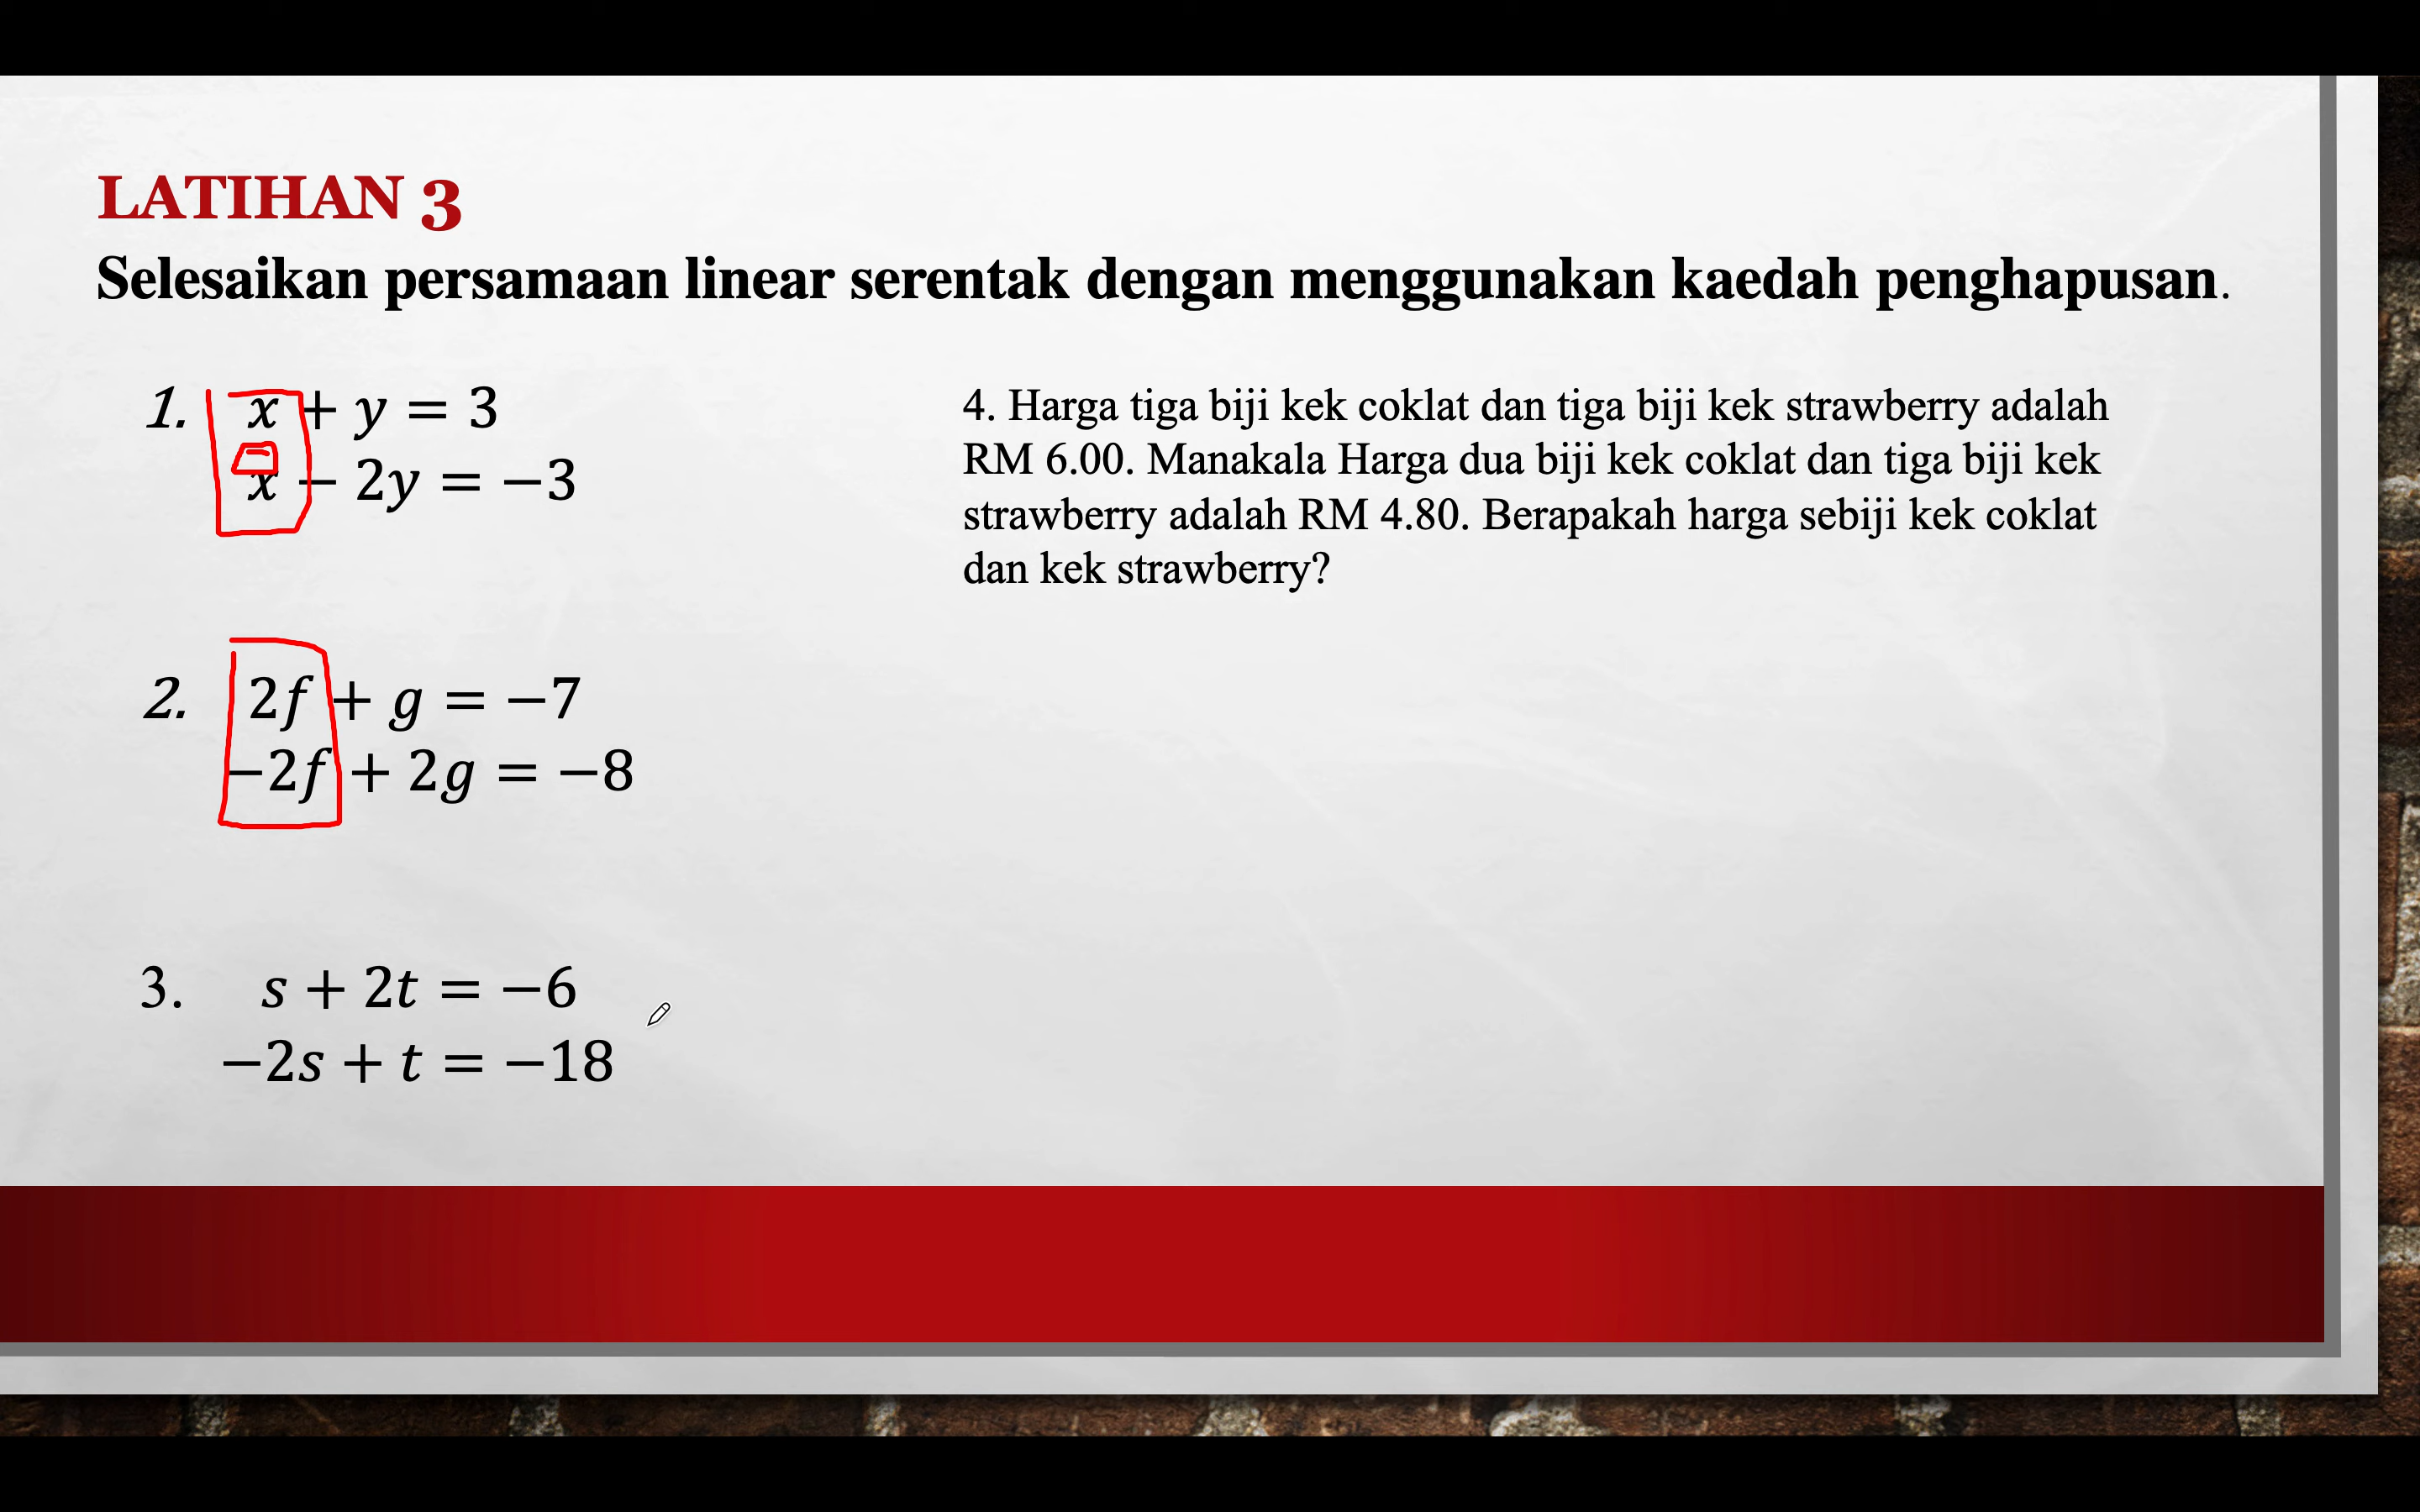 LATIHAN 3
Selesaikan persamaan linear serentak dengan menggunakan kaedah penghapusan.
1. x + y = 3
−
x − 2y = −3
2. 2f + g = −7
−2f + 2g = −8
3. s + 2t = −6
−2s + t = −18
4. Harga tiga biji kek coklat dan tiga biji kek strawberry adalah
RM 6.00. Manakala Harga dua biji kek coklat dan tiga biji kek
strawberry adalah RM 4.80. Berapakah harga sebiji kek coklat
dan kek strawberry?